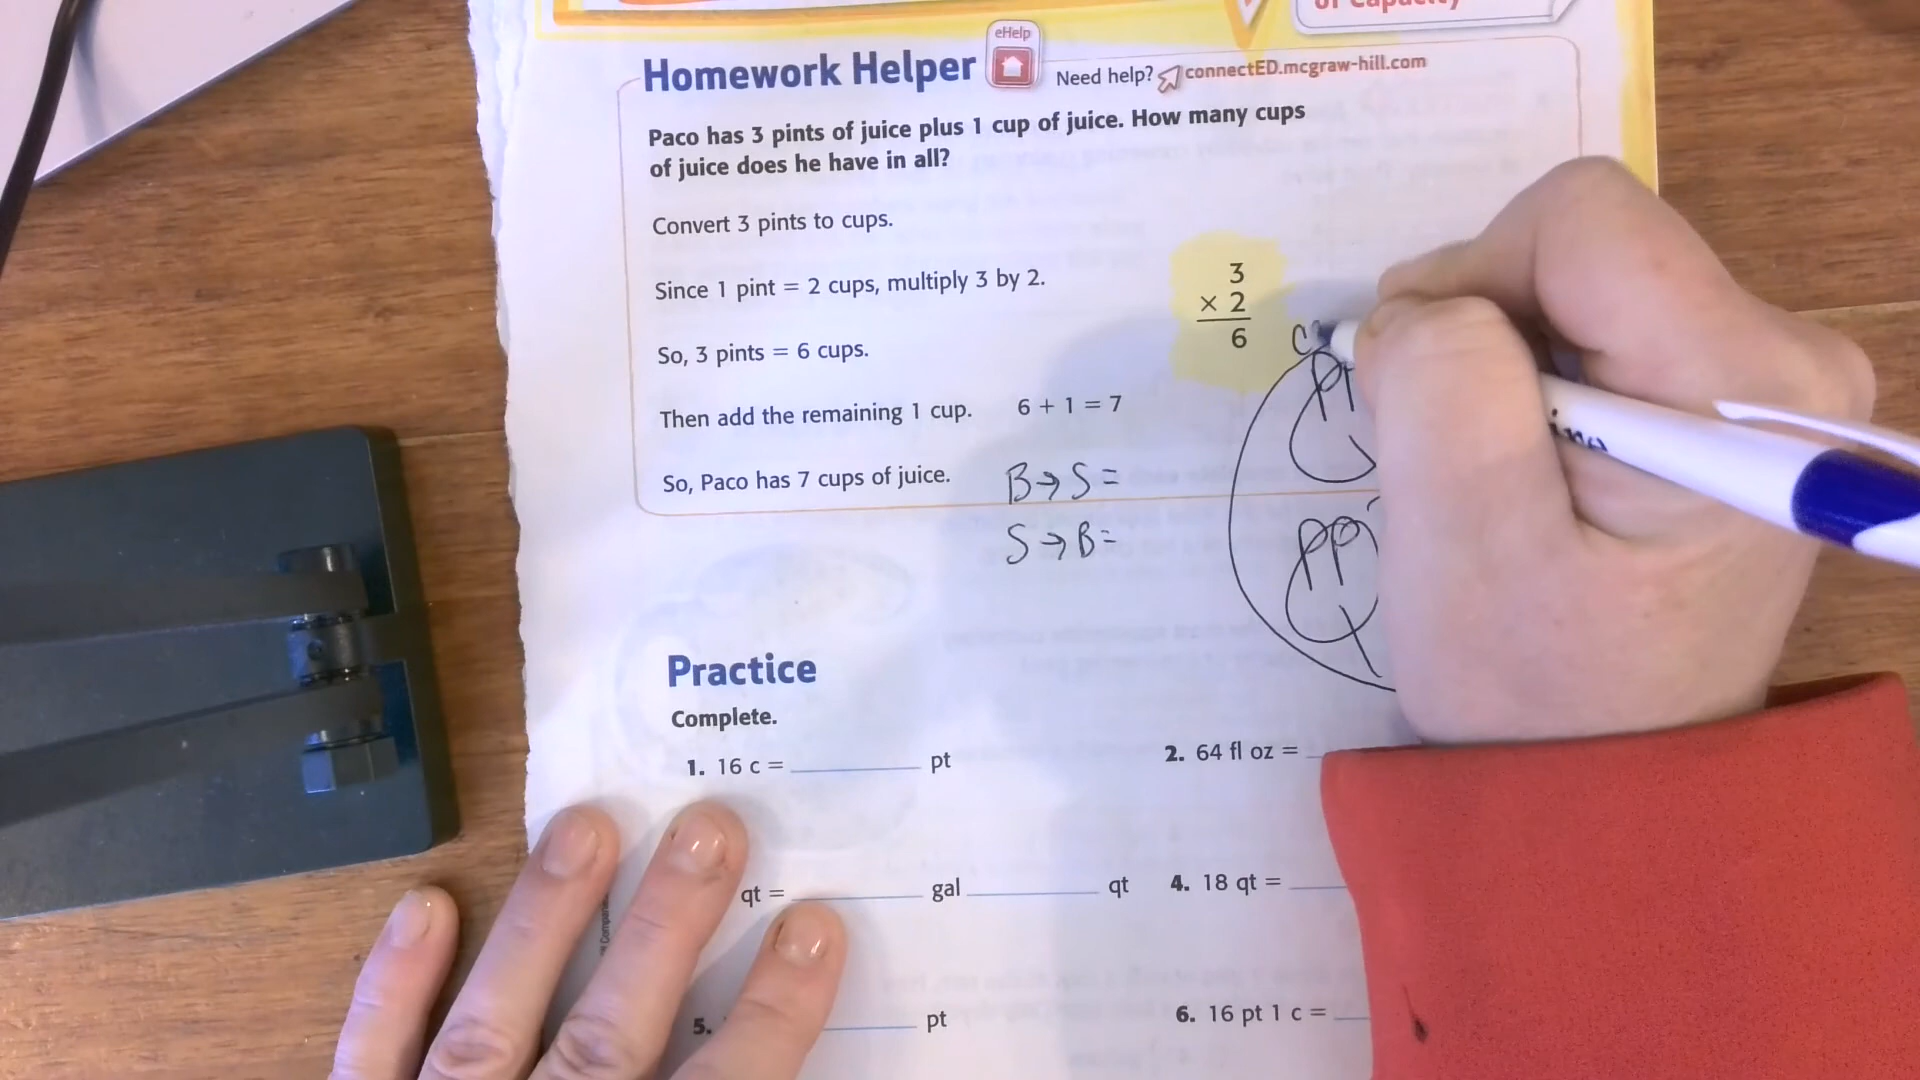 of Capacity
Homework Helper
eHelp
Need help? connectED.mcgraw-hill.com
Paco has 3 pints of juice plus 1 cup of juice. How many cups
of juice does he have in all?
Convert 3 pints to cups.
Since 1 pint = 2 cups, multiply 3 by 2.
3
× 2
6
So, 3 pints = 6 cups.
Then add the remaining 1 cup. 6 + 1 = 7
So, Paco has 7 cups of juice.
B→S=
S→B=
C
P
PP
Q
Practice
Complete.
1. 16 c = pt
2. 64 fl oz =
qt = gal qt
4. 18 qt =
5. pt
6. 16 pt 1 c =